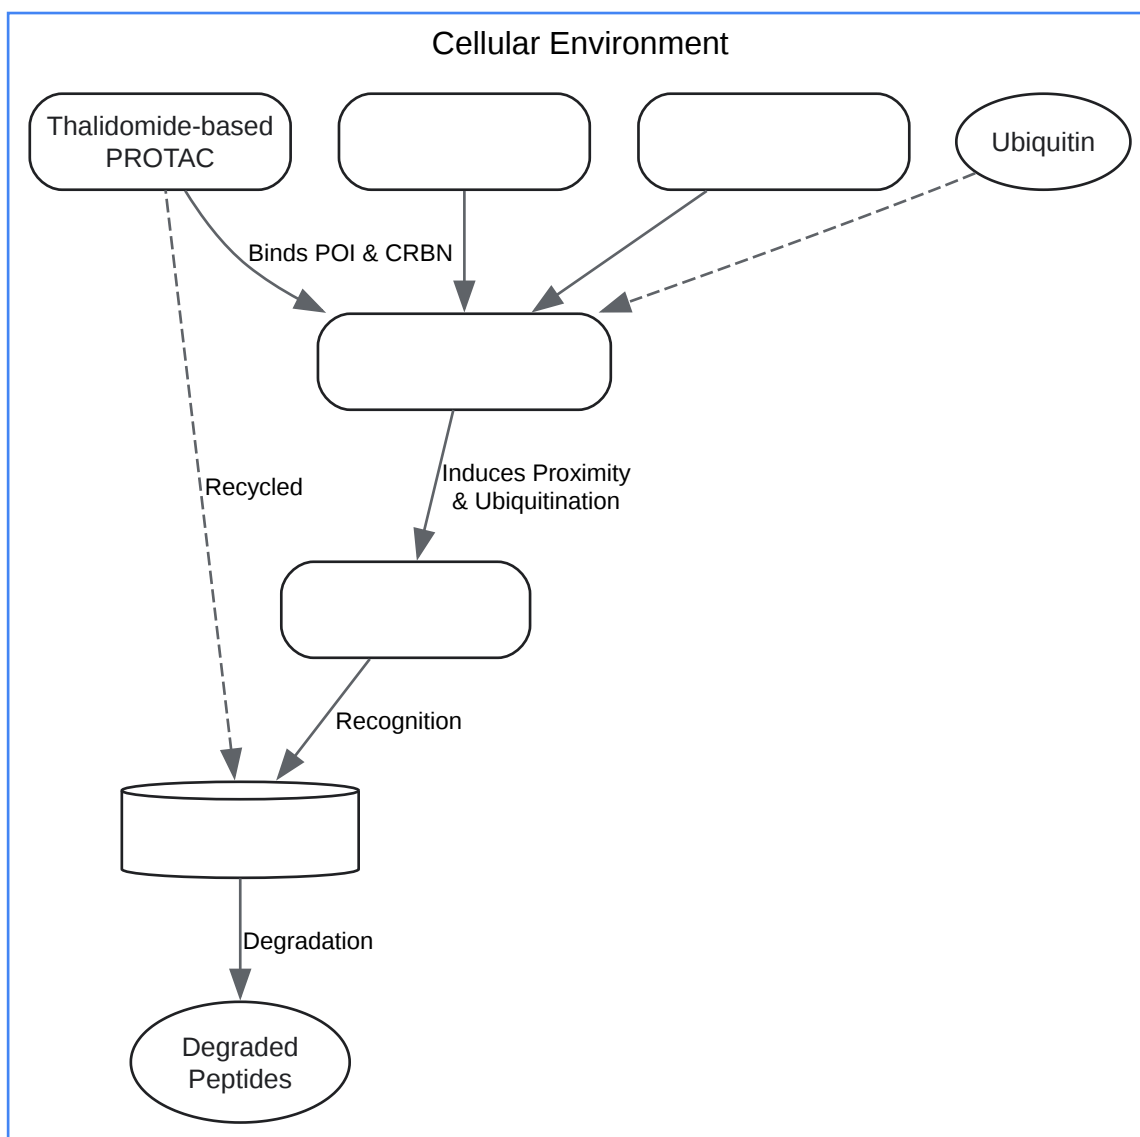 Cellular Environment
Thalidomide-based
PROTAC
Ubiquitin
Binds POI & CRBN
Induces Proximity
& Ubiquitination
Recycled
Recognition
Degradation
Degraded
Peptides